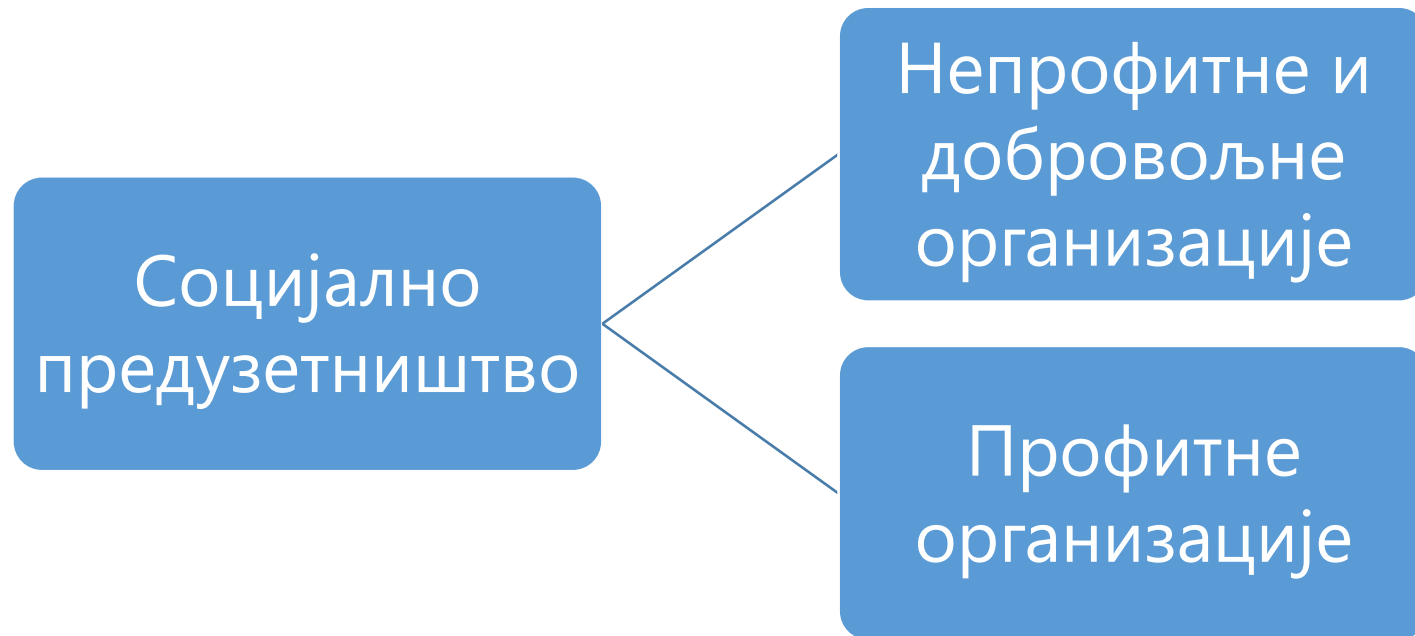 Социјално
предузетништво
Непрофитне и
добровољне
организације
Профитне
организације